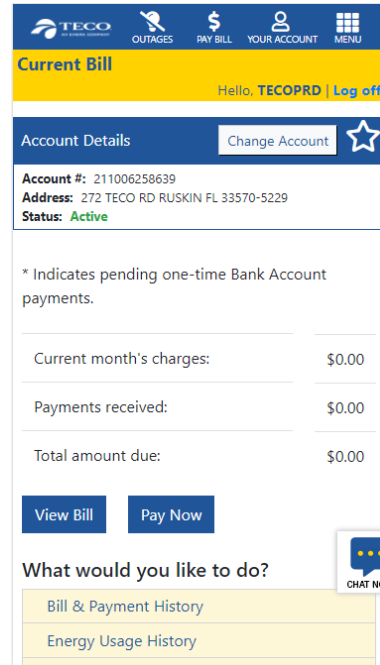 TECO
AN EMERA COMPANY
OUTAGES
PAY BILL
YOUR ACCOUNT
MENU
Current Bill
Hello, TECOPRD | Log off
Account Details
Change Account
Account #: 211006258639
Address: 272 TECO RD RUSKIN FL 33570-5229
Status: Active
* Indicates pending one-time Bank Account
payments.
Current month's charges: $0.00
Payments received: $0.00
Total amount due: $0.00
View Bill
Pay Now
What would you like to do?
CHAT
Bill & Payment History
Energy Usage History